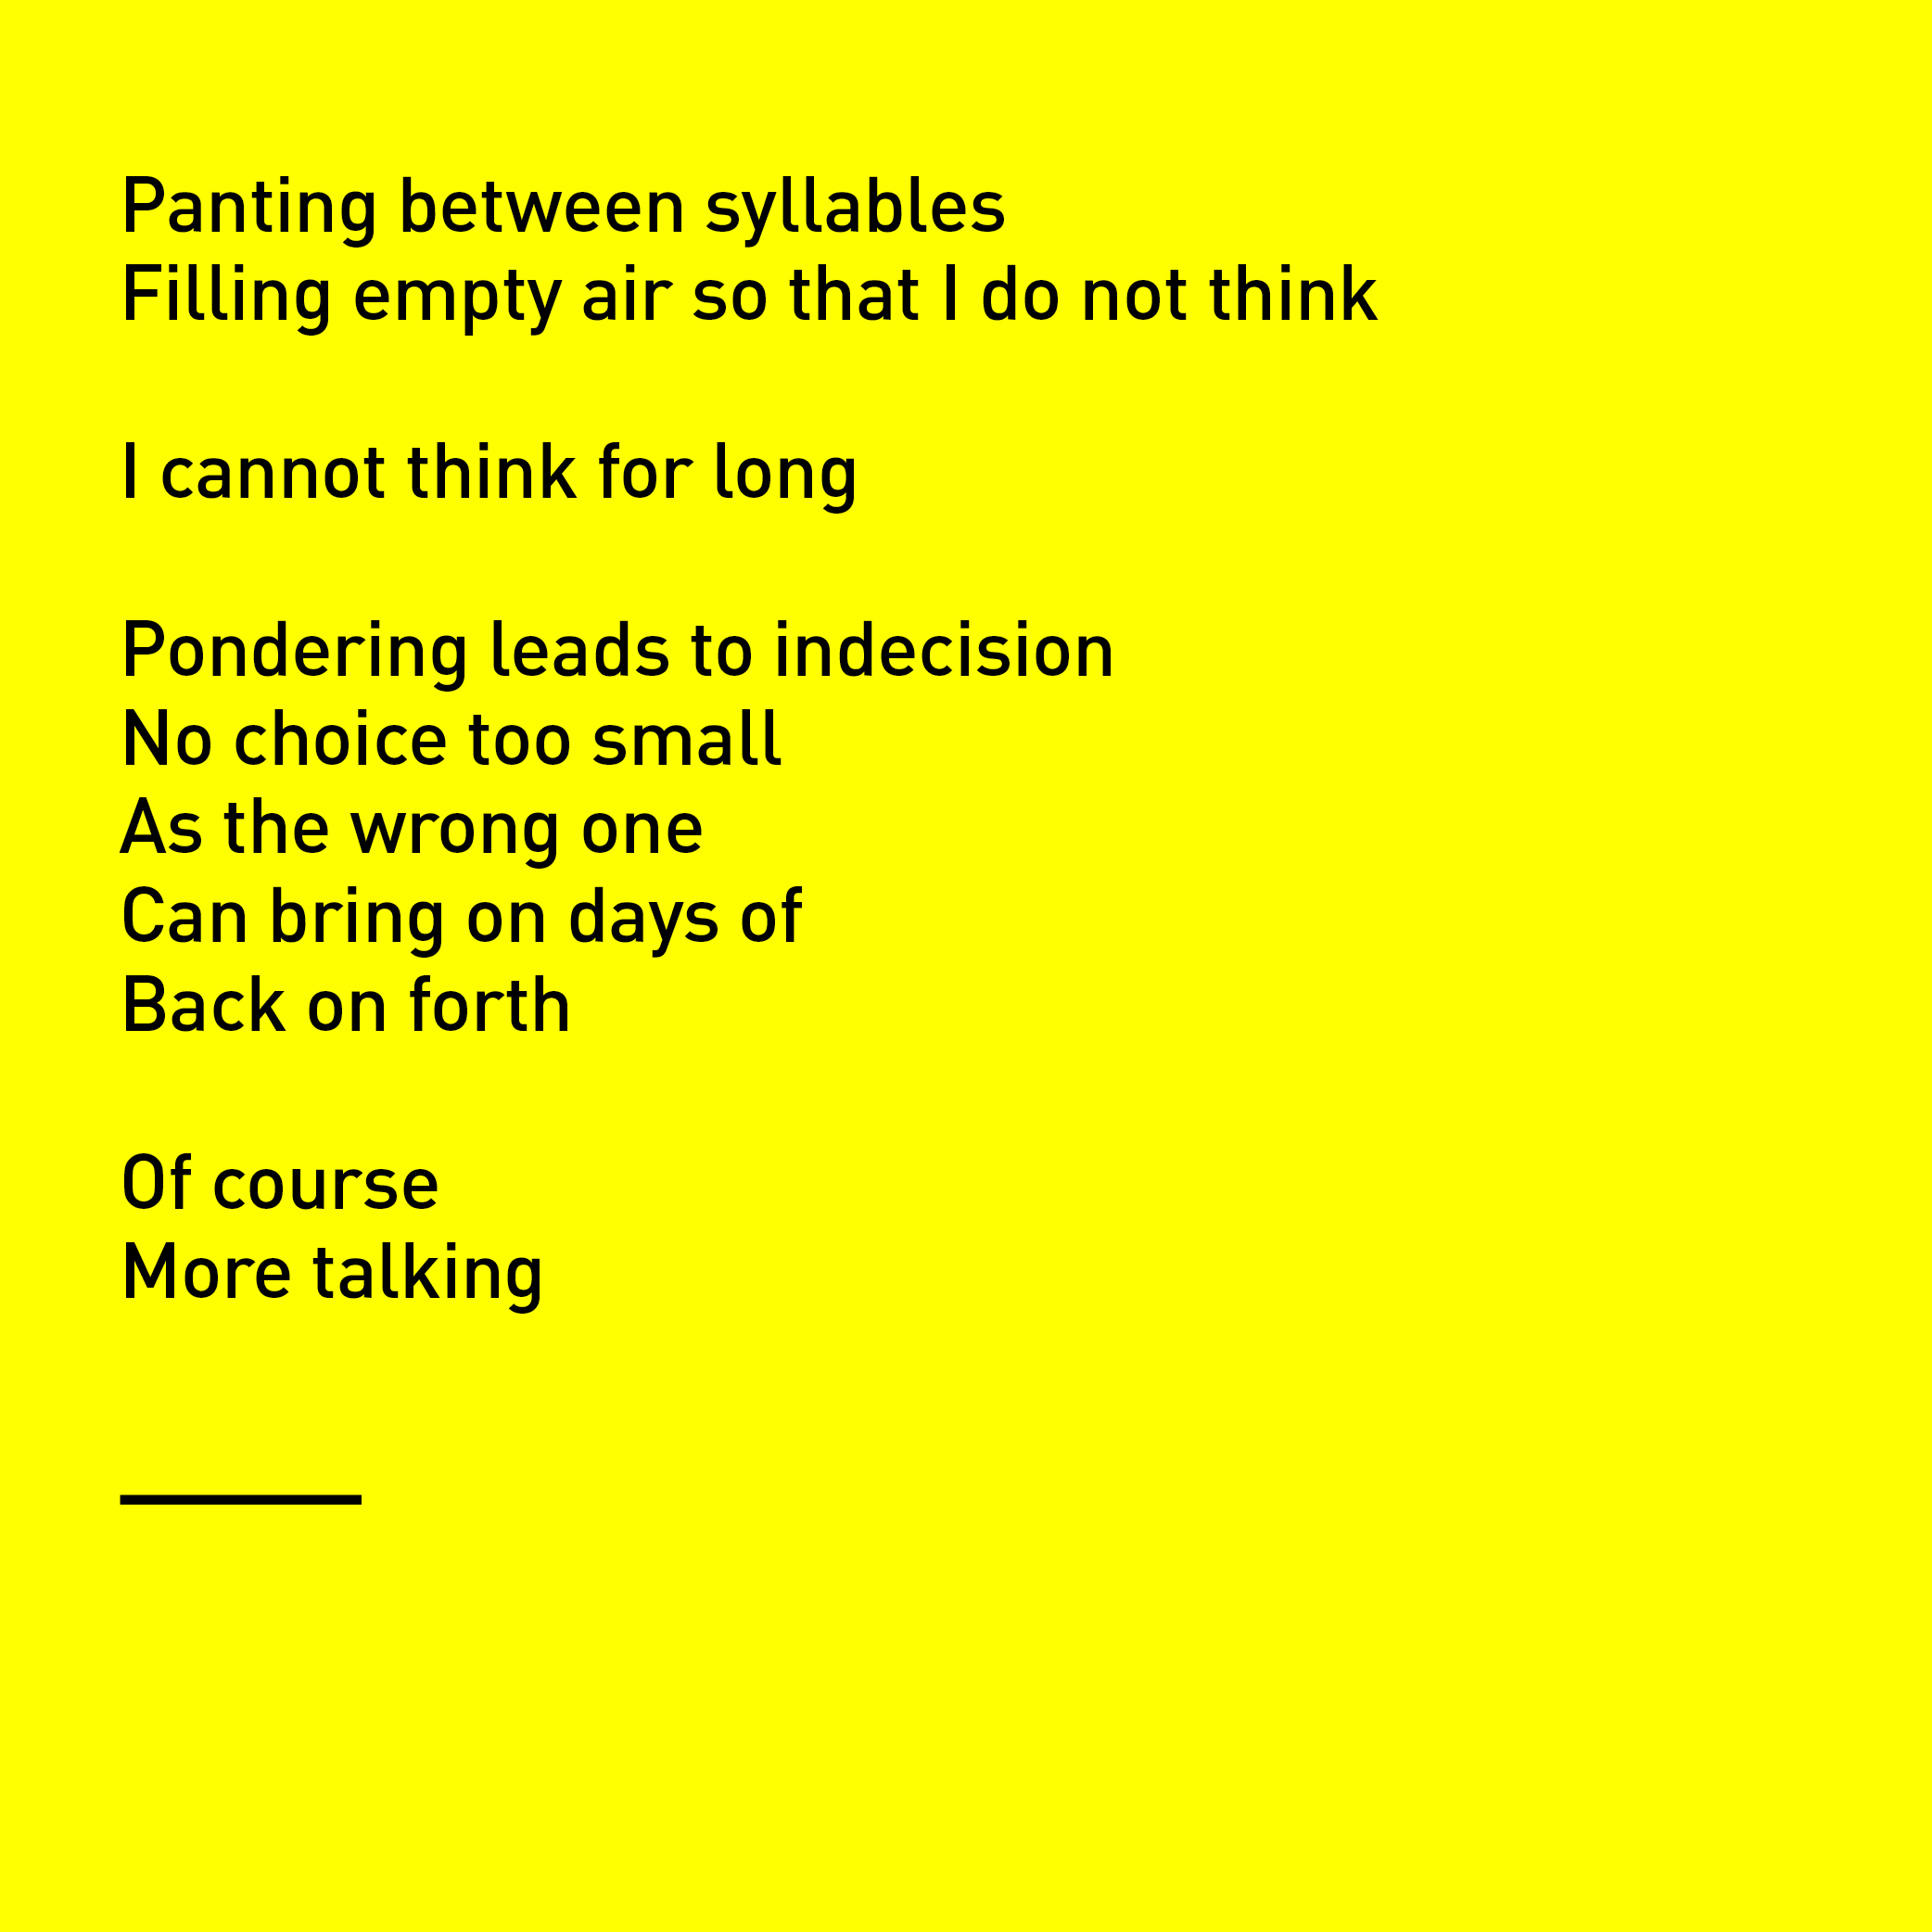 Panting between syllables
Filling empty air so that I do not think
I cannot think for long
Pondering leads to indecision
No choice too small
As the wrong one
Can bring on days of
Back on forth
Of course
More talking